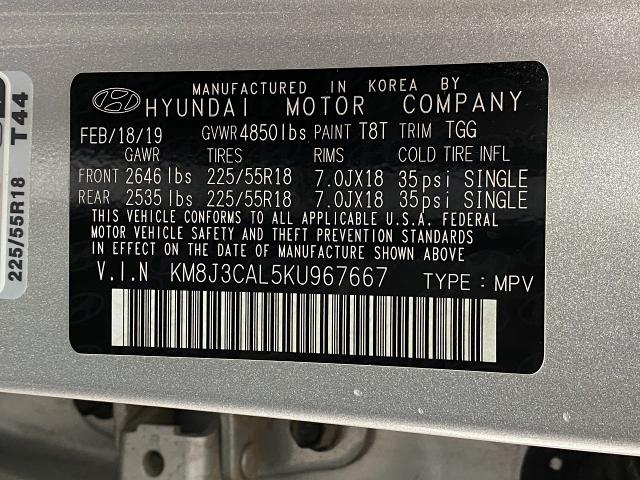 MANUFACTURED IN KOREA BY
HYUNDAI MOTOR COMPANY
FEB/18/19 GVWR 4850lbs PAINT T8T TRIM TGG
GAWR TIRES RIMS COLD TIRE INFL
FRONT 2646 lbs 225/55R18 7.0JX18 35psi SINGLE
REAR 2535 lbs 225/55R18 7.0JX18 35psi SINGLE
THIS VEHICLE CONFORMS TO ALL APPLICABLE U.S.A. FEDERAL
MOTOR VEHICLE SAFETY AND THEFT PREVENTION STANDARDS
IN EFFECT ON THE DATE OF MANUFACTURE SHOWN ABOVE.
V.I.N KM8J3CAL5KU967667 TYPE : MPV
225/55R18 T44